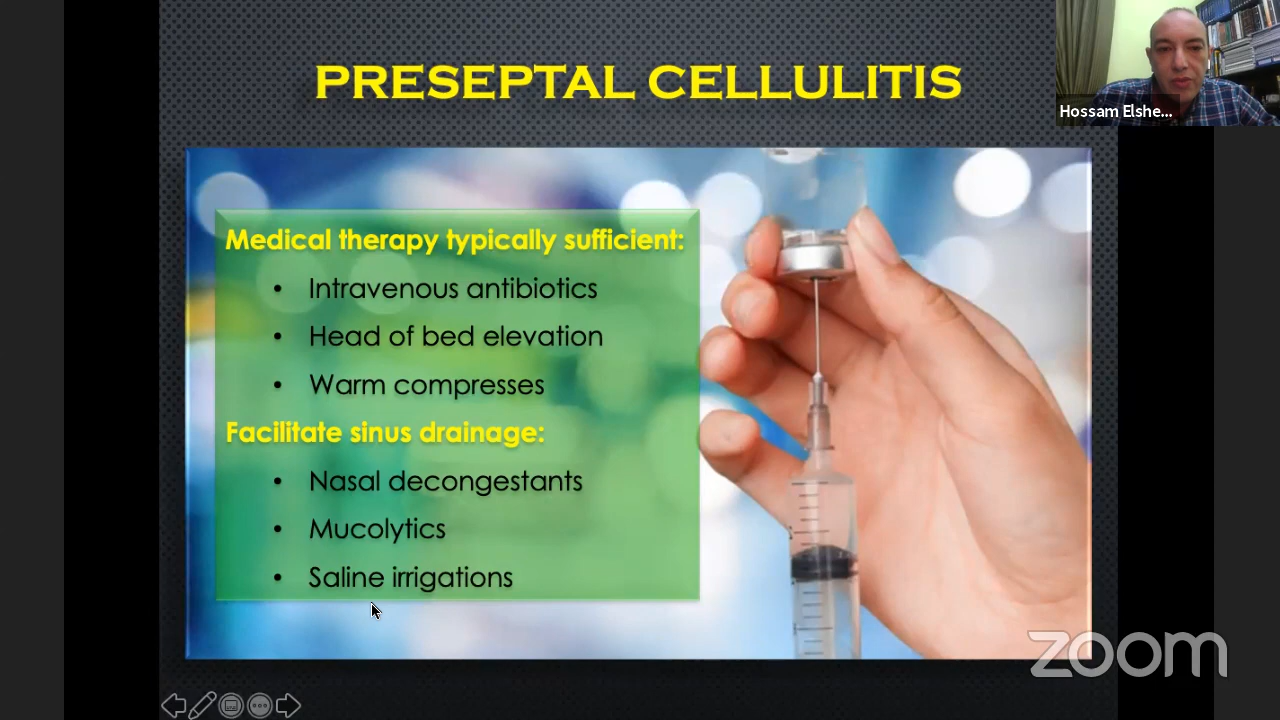 PRESEPTAL CELLULITIS
Hossam Elshe...
Medical therapy typically sufficient:
• Intravenous antibiotics
• Head of bed elevation
• Warm compresses
Facilitate sinus drainage:
• Nasal decongestants
• Mucolytics
• Saline irrigations
zoom